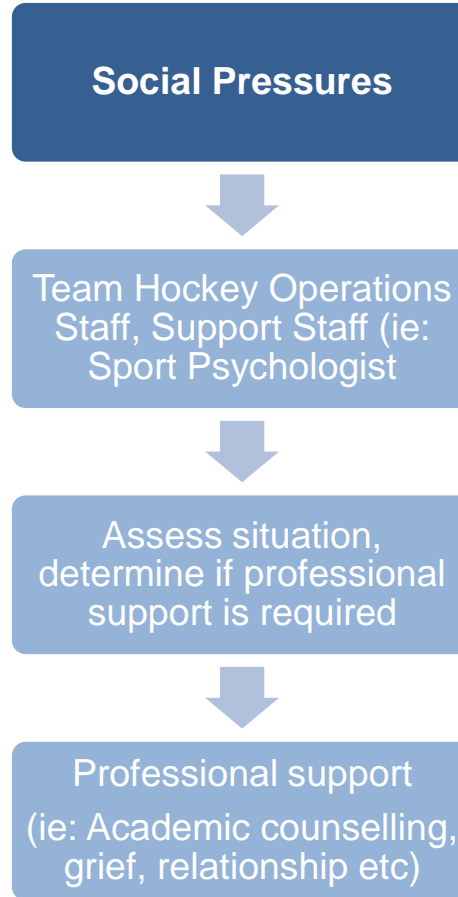 Social Pressures
Team Hockey Operations
Staff, Support Staff (ie:
Sport Psychologist
Assess situation,
determine if professional
support is required
Professional support
(ie: Academic counselling,
grief, relationship etc)